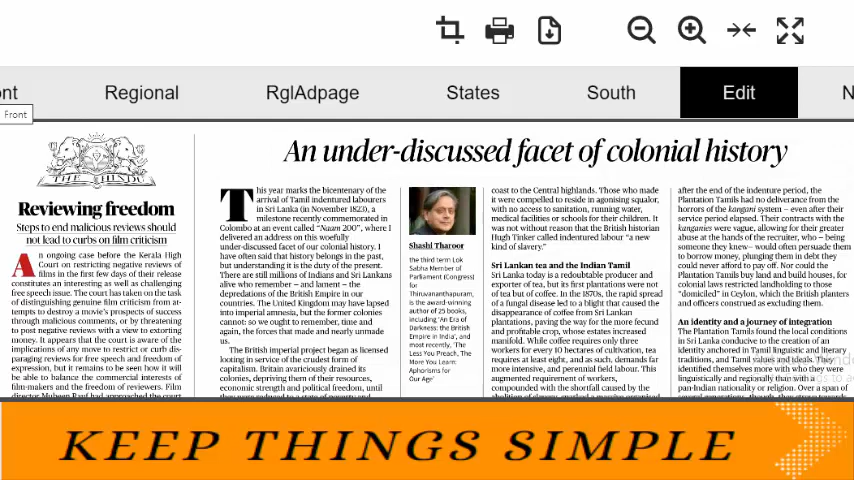 ont
Regional
RglAdpage
States
South
Edit
N
Front
THE HINDU
Reviewing freedom
Steps to end malicious reviews should
not lead to curbs on film criticism
An ongoing case before the Kerala High
Court on restricting negative reviews of
films in the first few days of their release
constitutes an interesting as well as challenging
free speech issue. The court has taken on the task
of distinguishing genuine film criticism from at-
tempts to destroy a movie's prospects of success
through malicious comments, or by threatening
to post negative reviews with a view to extorting
money. It appears that the court is aware of the
implications of any move to restrict or curb dis-
paraging reviews for free speech and freedom of
expression, but it remains to be seen how it will
be able to balance the commercial interests of
film-makers and the freedom of reviewers. Film
director Mubeen Rauf had approached the court
An under-discussed facet of colonial history
This year marks the bicentenary of the
arrival of Tamil indentured labourers
in Sri Lanka (in November 1823), a
milestone recently commemorated in
Colombo at an event called "Naam 200", where I
delivered an address on this woefully
under-discussed facet of our colonial history. I
have often said that history belongs in the past,
but understanding it is the duty of the present.
There are still millions of Indians and Sri Lankans
alive who remember – and lament – the
depredations of the British Empire in our
countries. The United Kingdom may have lapsed
into imperial amnesia, but the former colonies
cannot: so we ought to remember, time and
again, the forces that made and nearly unmade
us.
The British imperial project began as licensed
looting in service of the crudest form of
capitalism. Britain avariciously drained its
colonies, depriving them of their resources,
economic strength and political freedom, until
they were reduced to a state of poverty and
Shashi Tharoor
the third term Lok
Sabha Member of
Parliament (Congress)
for
Thiruvananthapuram,
is the award-winning
author of 25 books,
including 'An Era of
Darkness: the British
Empire in India', and
most recently, 'The
Less You Preach, The
More You Learn:
Aphorisms for
Our Age'
coast to the Central highlands. Those who made
it were compelled to reside in agonising squalor,
with no access to sanitation, running water,
medical facilities or schools for their children. It
was not without reason that the British historian
Hugh Tinker called indentured labour "a new
kind of slavery."
Sri Lankan tea and the Indian Tamil
Sri Lanka today is a redoubtable producer and
exporter of tea, but its first plantations were not
of tea but of coffee. In the 1870s, the rapid spread
of a fungal disease led to a blight that caused the
disappearance of coffee from Sri Lankan
plantations, paving the way for the more fecund
and profitable crop, whose estates increased
manifold. While coffee requires only three
workers for every 10 hectares of cultivation, tea
requires at least eight and as such, demands far
more intensive, and perennial field labour. This
augmented requirement of workers,
compounded with the shortfall caused by the
after the end of the indenture period, the
Plantation Tamils had no deliverance from the
horrors of the kangani system – even after their
service period elapsed. Their contracts with the
kanganies were vague, allowing for their greater
abuse at the hands of the recruiter, who – being
someone they knew– would often persuade them
to borrow money, plunging them in debt they
could never afford to pay off. Nor could the
Plantation Tamils buy land and build houses, for
colonial laws restricted landholding to those
"domiciled" in Ceylon, which the British planters
and officers construed as excluding them.
An identity and a journey of integration
The Plantation Tamils found the local conditions
in Sri Lanka conducive to the creation of an
identity anchored in Tamil linguistic and literary
traditions, and Tamil values and ideals. They
identified themselves more with who they were
linguistically and regionally than with a
pan-Indian nationality or religion. Over a span of
KEEP THINGS SIMPLE